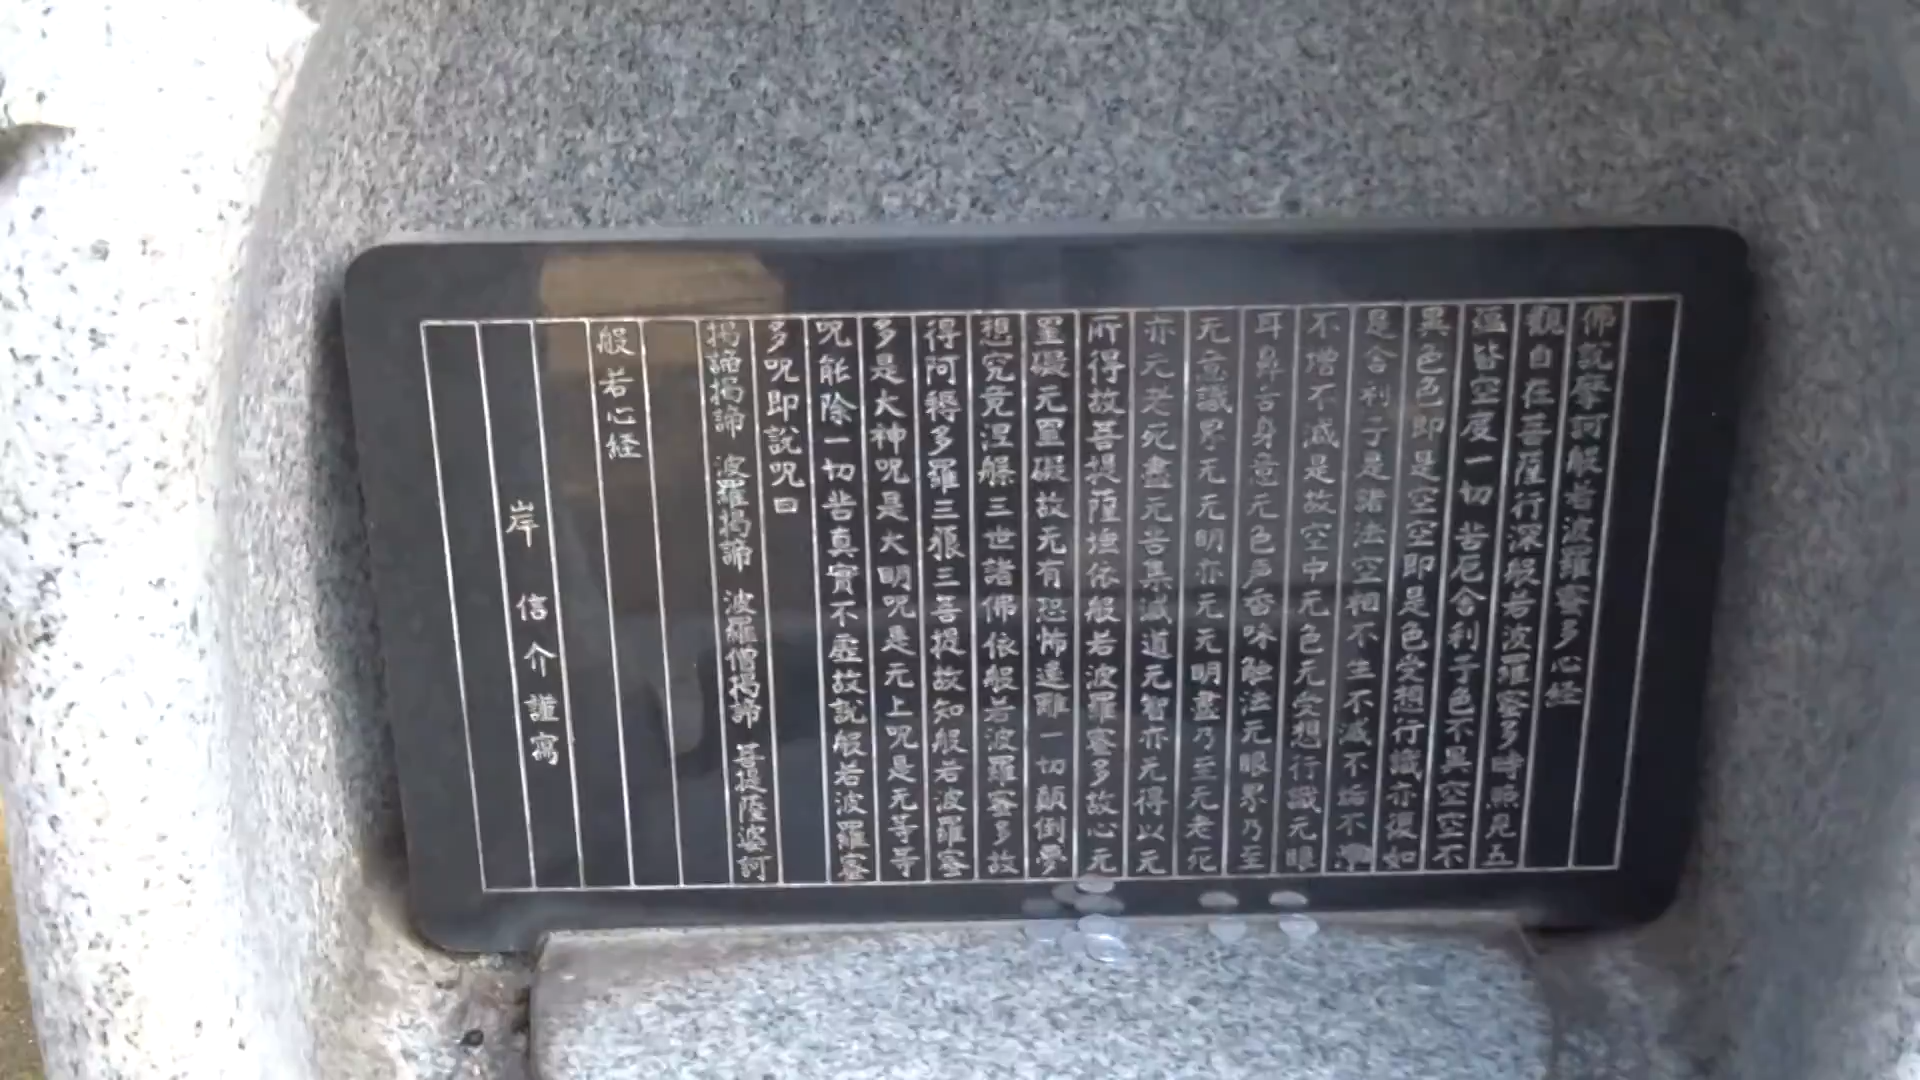 佛説摩訶般若波羅蜜多心経
觀自在菩薩行深般若波羅蜜多時照見五
蕴皆空度一切苦厄舎利子色不異空空不
異色色即是空空即是色受想行識亦復如
是舎利子是諸法空相不生不滅不垢不浄
不増不滅是故空中无色无受想行識无眼
耳鼻舌身意无色声香味触法无眼界乃至
无意識界无无明亦无无明盡乃至无老死
亦无老死盡无苦集滅道无智亦无得以无
所得故菩提薩埵依般若波羅蜜多故心无
罣礙无罣礙故无有恐怖遠離一切顛倒夢
想究竟涅槃三世諸佛依般若波羅蜜多故
得阿耨多羅三藐三菩提故知般若波羅蜜
多是大神呪是大明呪是无上呪是无等等
呪能除一切苦真實不虚故説般若波羅蜜
多呪即説呪曰
揭諦揭諦 波羅揭諦 波羅僧揭諦 菩提薩婆訶
般若心経
岸 信介謹寫